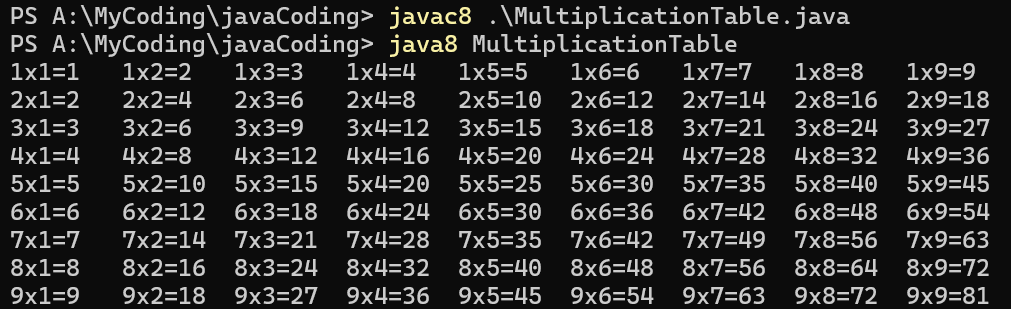 PS A:\MyCoding\javaCoding> javac8 .\MultiplicationTable.java
PS A:\MyCoding\javaCoding> java8 MultiplicationTable
1x1=1   1x2=2   1x3=3   1x4=4   1x5=5   1x6=6   1x7=7   1x8=8   1x9=9
2x1=2   2x2=4   2x3=6   2x4=8   2x5=10  2x6=12  2x7=14  2x8=16  2x9=18
3x1=3   3x2=6   3x3=9   3x4=12  3x5=15  3x6=18  3x7=21  3x8=24  3x9=27
4x1=4   4x2=8   4x3=12  4x4=16  4x5=20  4x6=24  4x7=28  4x8=32  4x9=36
5x1=5   5x2=10  5x3=15  5x4=20  5x5=25  5x6=30  5x7=35  5x8=40  5x9=45
6x1=6   6x2=12  6x3=18  6x4=24  6x5=30  6x6=36  6x7=42  6x8=48  6x9=54
7x1=7   7x2=14  7x3=21  7x4=28  7x5=35  7x6=42  7x7=49  7x8=56  7x9=63
8x1=8   8x2=16  8x3=24  8x4=32  8x5=40  8x6=48  8x7=56  8x8=64  8x9=72
9x1=9   9x2=18  9x3=27  9x4=36  9x5=45  9x6=54  9x7=63  9x8=72  9x9=81